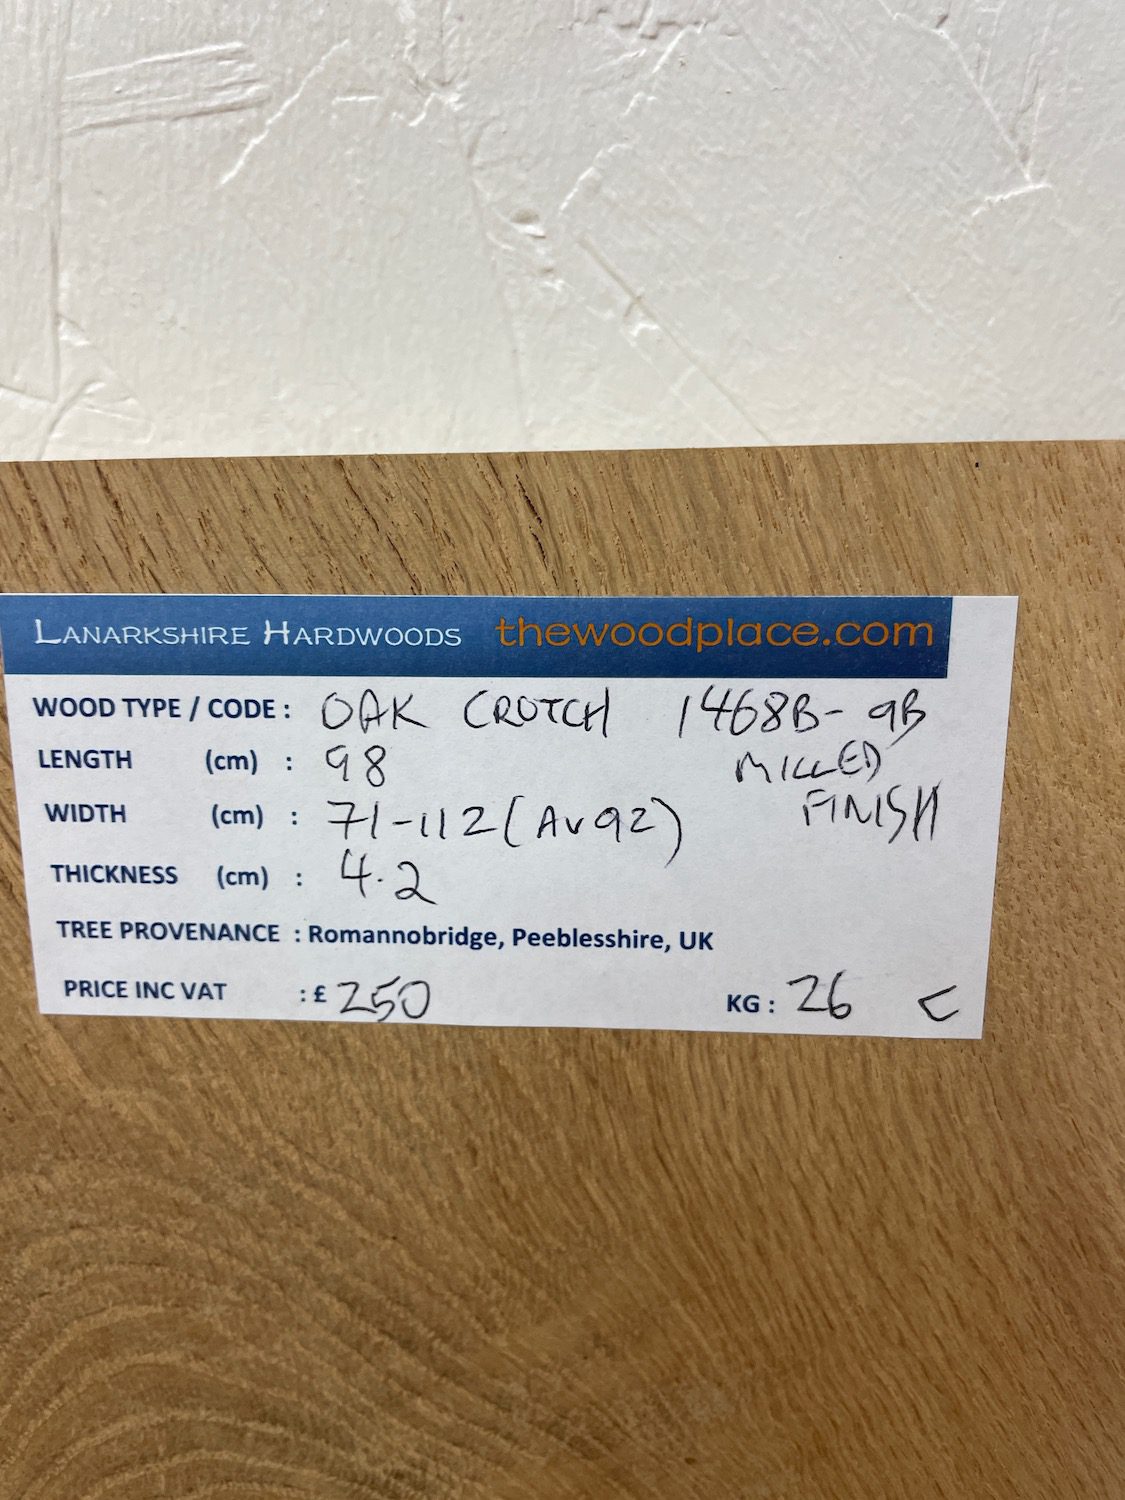 LANARKSHIRE HARDWOODS thewoodplace.com
WOOD TYPE / CODE : OAK CROTCH 1468B-9B
MILLED
FINISH
LENGTH (cm) : 98
WIDTH (cm) : 71-112 (Av92)
THICKNESS (cm) : 4.2
TREE PROVENANCE : Romannobridge, Peeblesshire, UK
PRICE INC VAT : £ 250 KG : 26 C